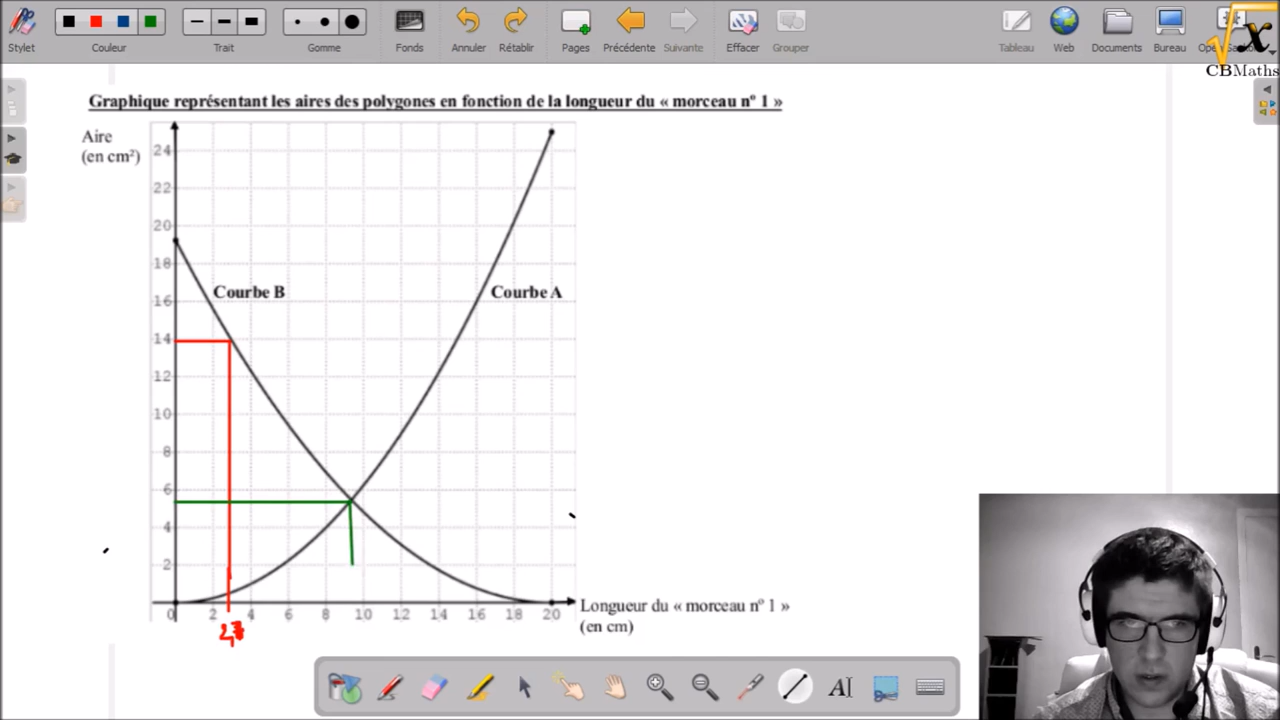 Stylet
Couleur
Trait
Gomme
Fonds
Annuler
Rétablir
Pages
Précédente
Suivante
Effacer
Grouper
Tableau
Web
Documents
Bureau
CBMaths
Graphique représentant les aires des polygones en fonction de la longueur du « morceau n° 1 »
Aire
(en cm²)
24
22
20
18
16
14
12
10
8
6
4
2
Courbe B
Courbe A
0 2 4 6 8 10 12 14 16 18 20
Longueur du « morceau n° 1 »
(en cm)
AI